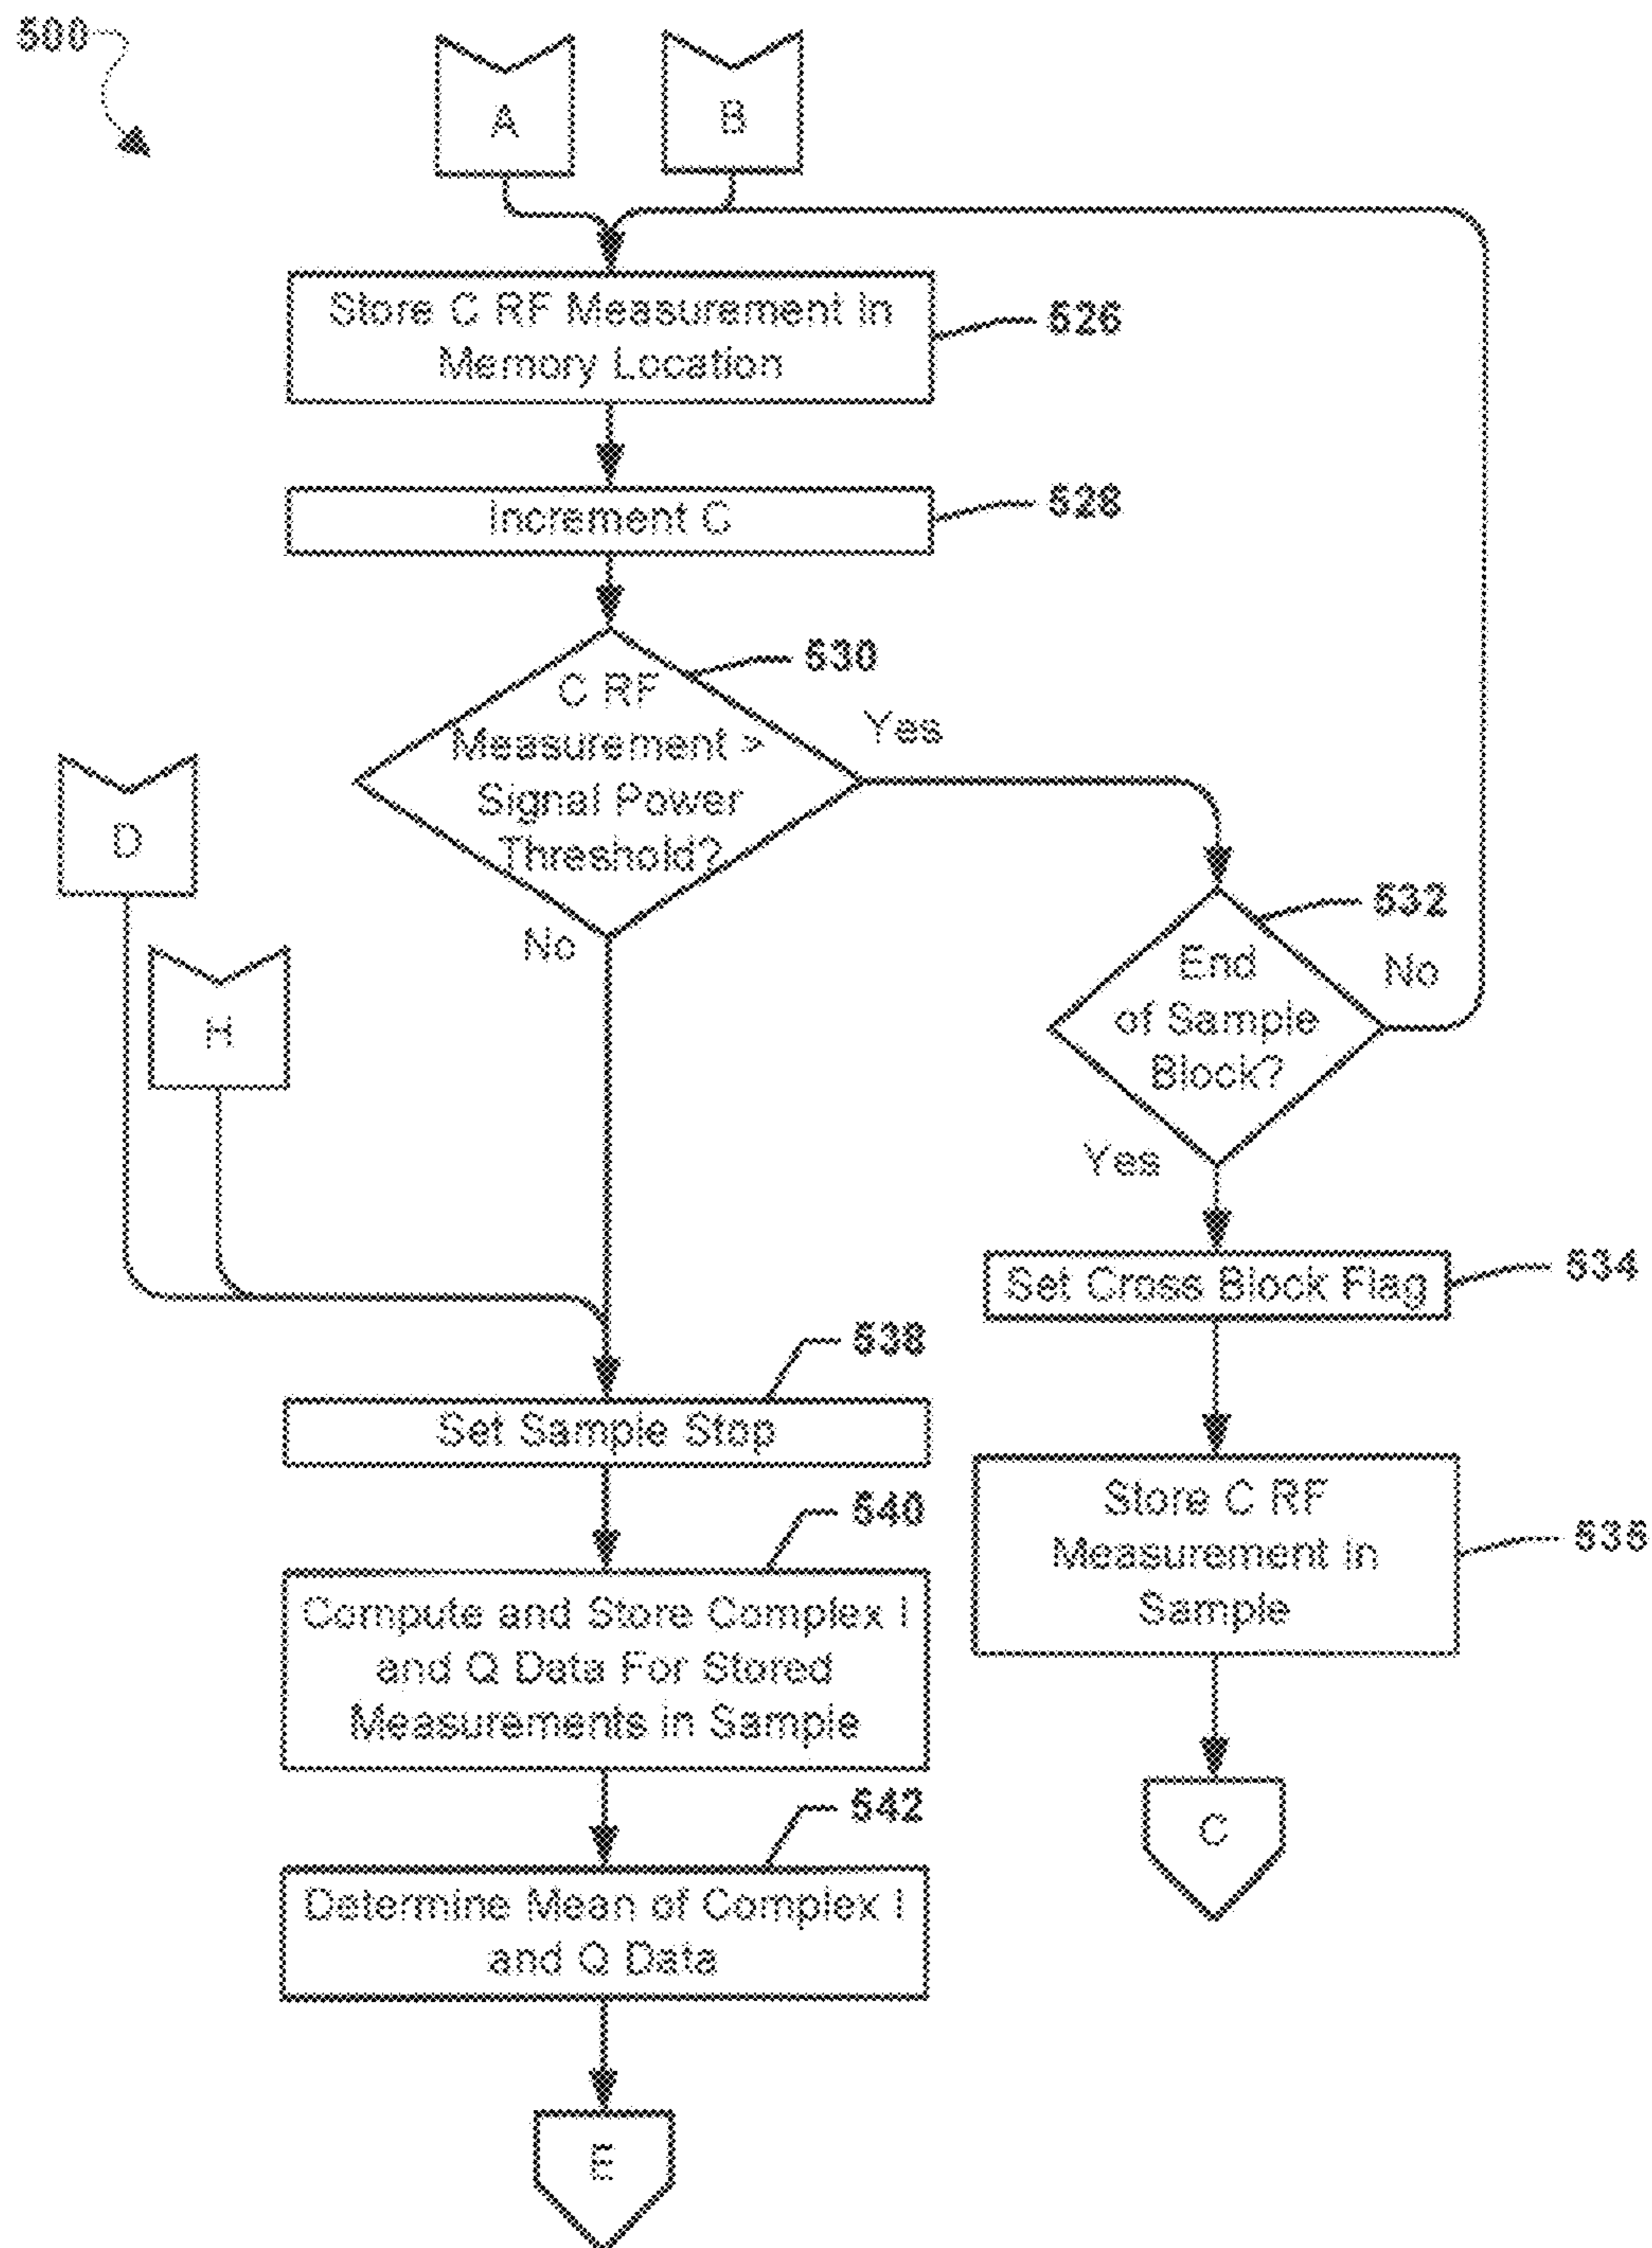 500
A
B
Store C RF Measurement in
Memory Location
526
Increment C
528
530
C RF
Measurement >
Signal Power
Threshold?
Yes
No
D
H
532
End
of Sample
Block?
No
Yes
Set Cross Block Flag
534
538
Set Sample Stop
Store C RF
Measurement in
Sample
536
540
Compute and Store Complex I
and Q Data For Stored
Measurements in Sample
C
542
Determine Mean of Complex I
and Q Data
E